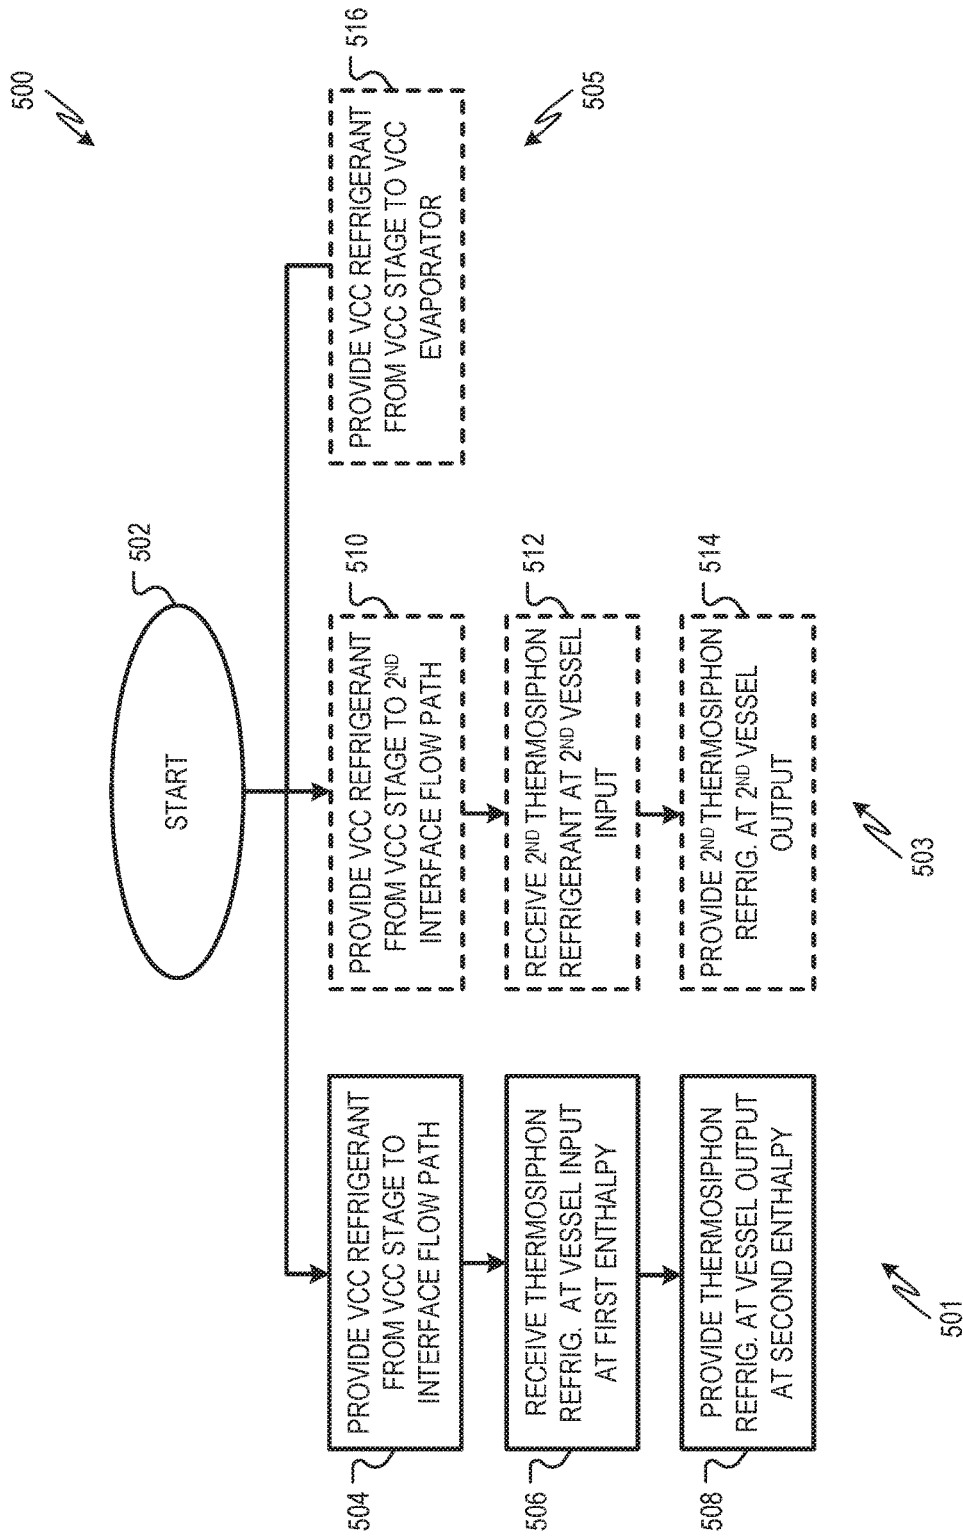 500
502
START
504
PROVIDE VCC REFRIGERANT
FROM VCC STAGE TO
INTERFACE FLOW PATH
506
RECEIVE THERMOSIPHON
REFRIG. AT VESSEL INPUT
AT FIRST ENTHALPY
508
PROVIDE THERMOSIPHON
REFRIG. AT VESSEL OUTPUT
AT SECOND ENTHALPY
501
510
PROVIDE VCC REFRIGERANT
FROM VCC STAGE TO 2ND
INTERFACE FLOW PATH
512
RECEIVE 2ND THERMOSIPHON
REFRIGERANT AT 2ND VESSEL
INPUT
514
PROVIDE 2ND THERMOSIPHON
REFRIG. AT 2ND VESSEL
OUTPUT
503
516
PROVIDE VCC REFRIGERANT
FROM VCC STAGE TO VCC
EVAPORATOR
505